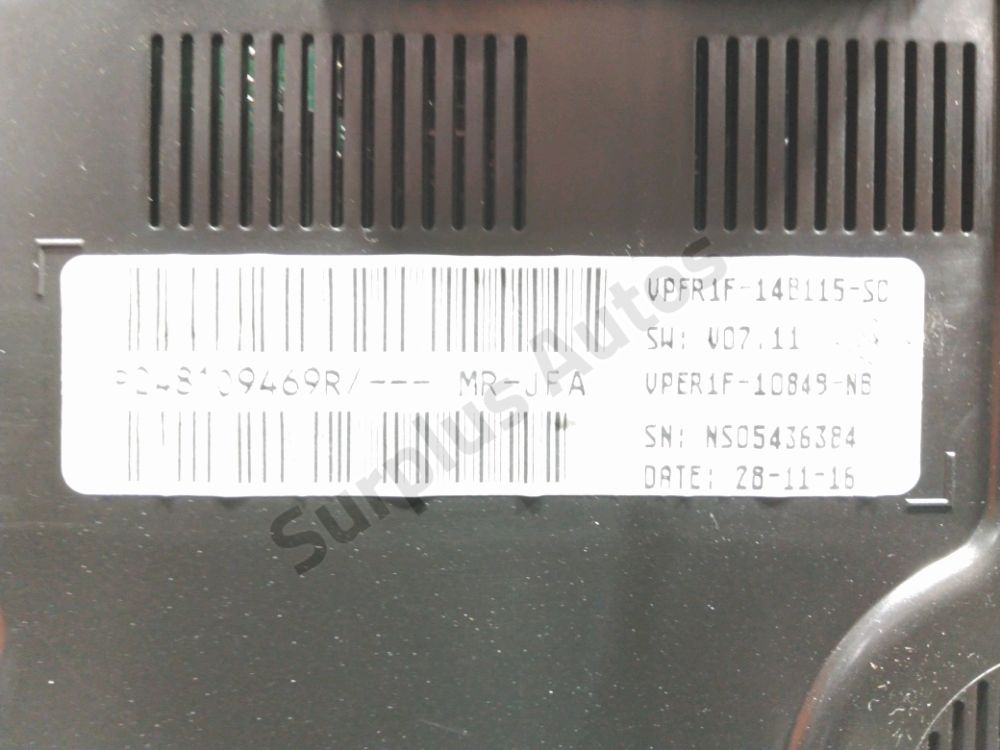 VPFR1F-14B115-SC
SW: V07.11
P248109469R/--- MR-JFA
VPER1F-10849-NB
SN: NS05436384
DATE: 28-11-16
Surplus Autos